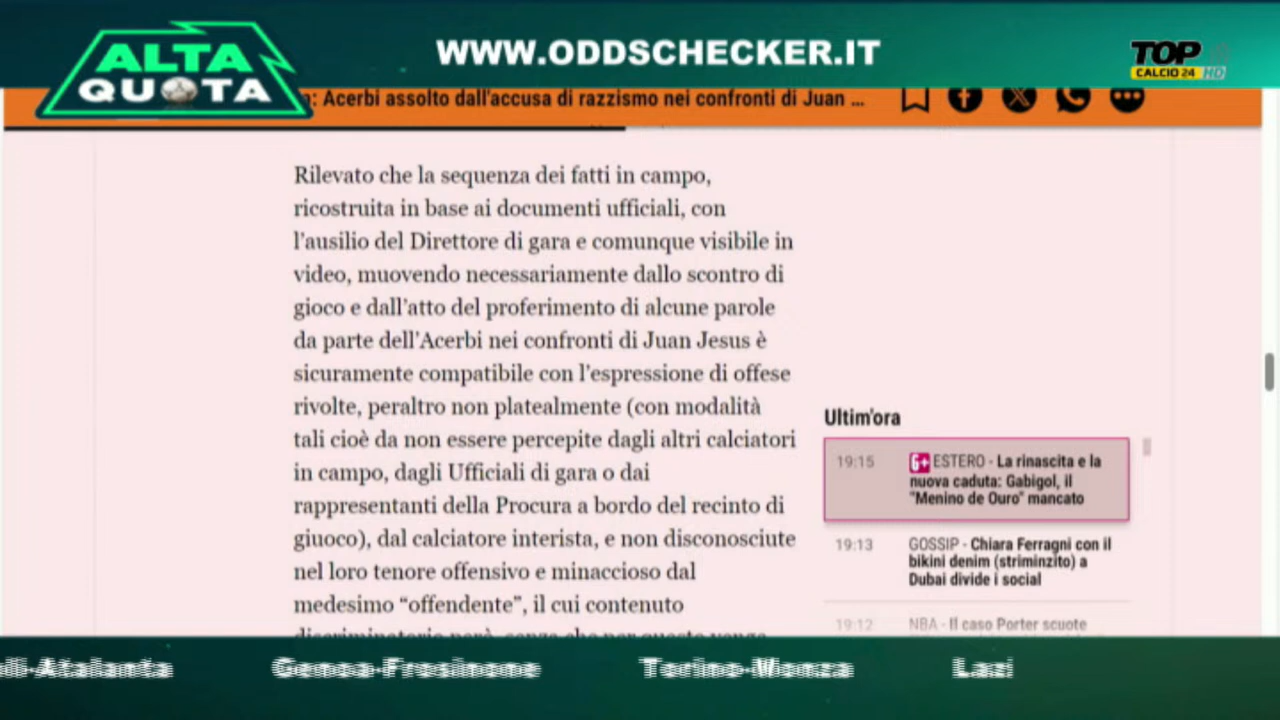 ALTA
QUOTA
WWW.ODDSCHECKER.IT
TOP
CALCIO 24 HD
: Acerbi assolto dall'accusa di razzismo nei confronti di Juan ...
Rilevato che la sequenza dei fatti in campo,
ricostruita in base ai documenti ufficiali, con
l'ausilio del Direttore di gara e comunque visibile in
video, muovendo necessariamente dallo scontro di
gioco e dall'atto del proferimento di alcune parole
da parte dell'Acerbi nei confronti di Juan Jesus è
sicuramente compatibile con l'espressione di offese
rivolte, peraltro non platealmente (con modalità
tali cioè da non essere percepite dagli altri calciatori
in campo, dagli Ufficiali di gara o dai
rappresentanti della Procura a bordo del recinto di
giuoco), dal calciatore interista, e non disconosciute
nel loro tenore offensivo e minaccioso dal
medesimo “offendente”, il cui contenuto
Ultim'ora
19:15 G+ ESTERO - La rinascita e la
nuova caduta: Gabigol, il
"Menino de Ouro" mancato
19:13 GOSSIP - Chiara Ferragni con il
bikini denim (striminzito) a
Dubai divide i social
19:12 NBA - Il caso Porter scuote
li-Atalanta Genoa-Frosinone Torino-Monza Lazi